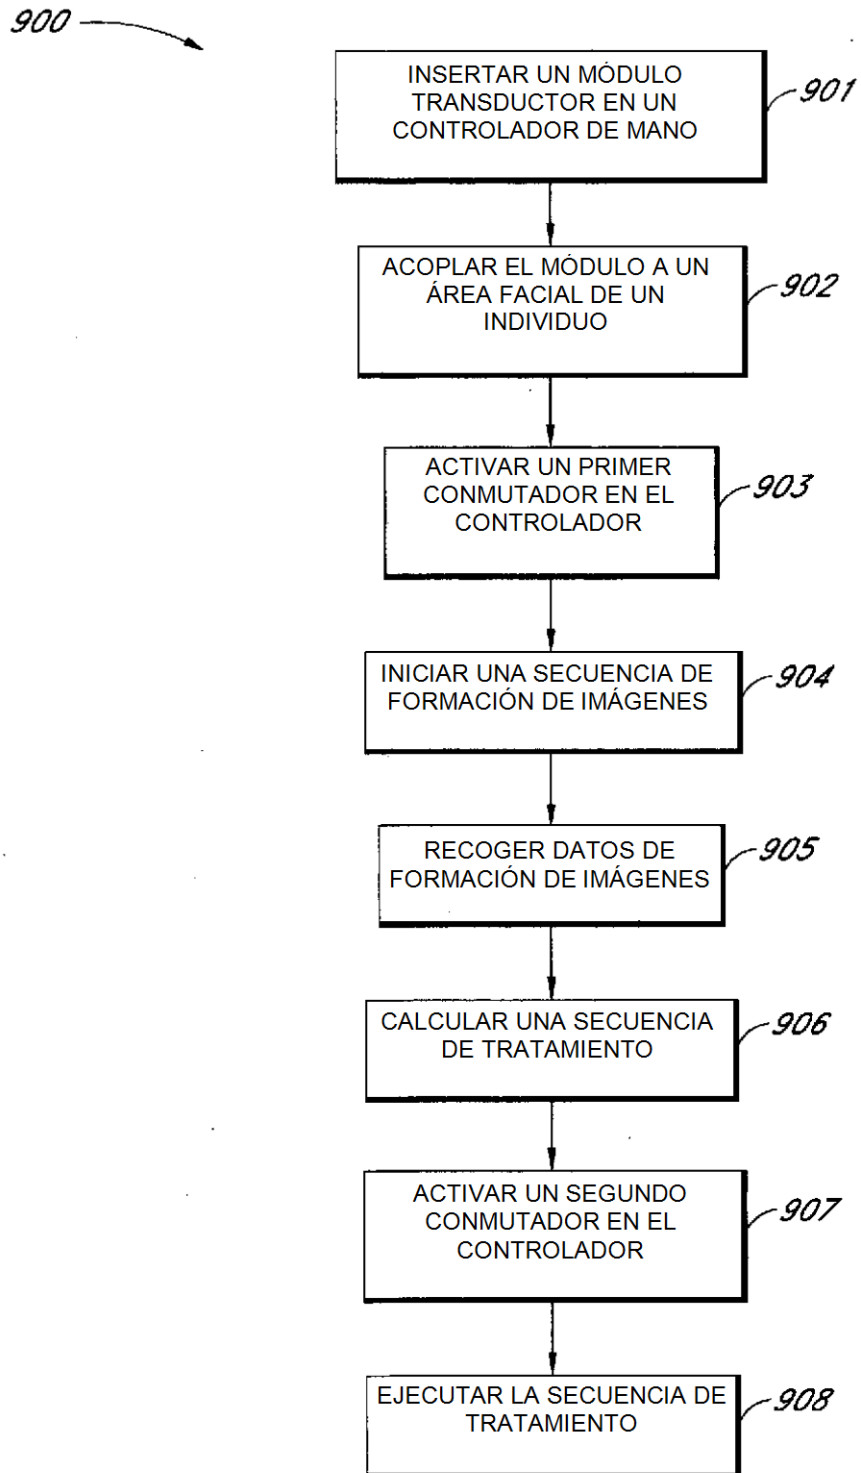 900
INSERTAR UN MÓDULO
TRANSDUCTOR EN UN
CONTROLADOR DE MANO
901
ACOPLAR EL MÓDULO A UN
ÁREA FACIAL DE UN
INDIVIDUO
902
ACTIVAR UN PRIMER
CONMUTADOR EN EL
CONTROLADOR
903
INICIAR UNA SECUENCIA DE
FORMACIÓN DE IMÁGENES
904
RECOGER DATOS DE
FORMACIÓN DE IMÁGENES
905
CALCULAR UNA SECUENCIA
DE TRATAMIENTO
906
ACTIVAR UN SEGUNDO
CONMUTADOR EN EL
CONTROLADOR
907
EJECUTAR LA SECUENCIA DE
TRATAMIENTO
908